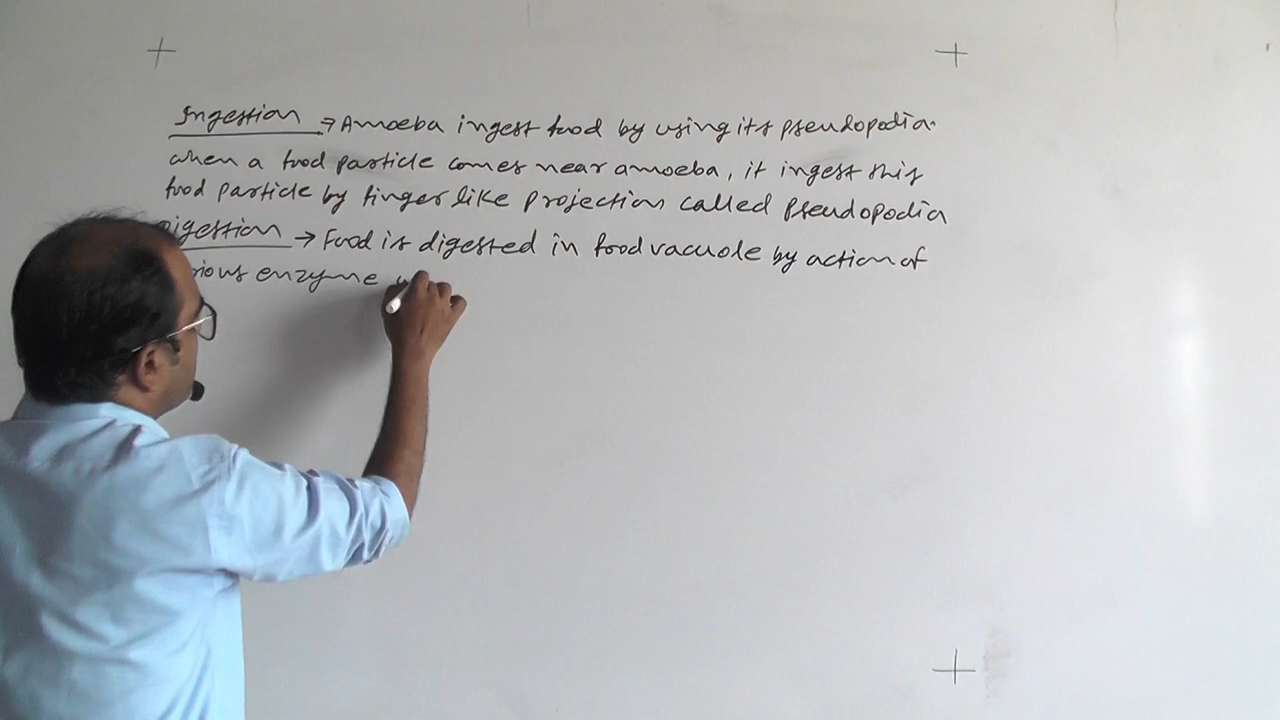 Ingestion → Amoeba ingest food by using its pseudopodia.
when a food particle comes near amoeba, it ingest this
food particle by finger like projection called pseudopodia
Digestion → Food is digested in food vacuole by action of
enzyme